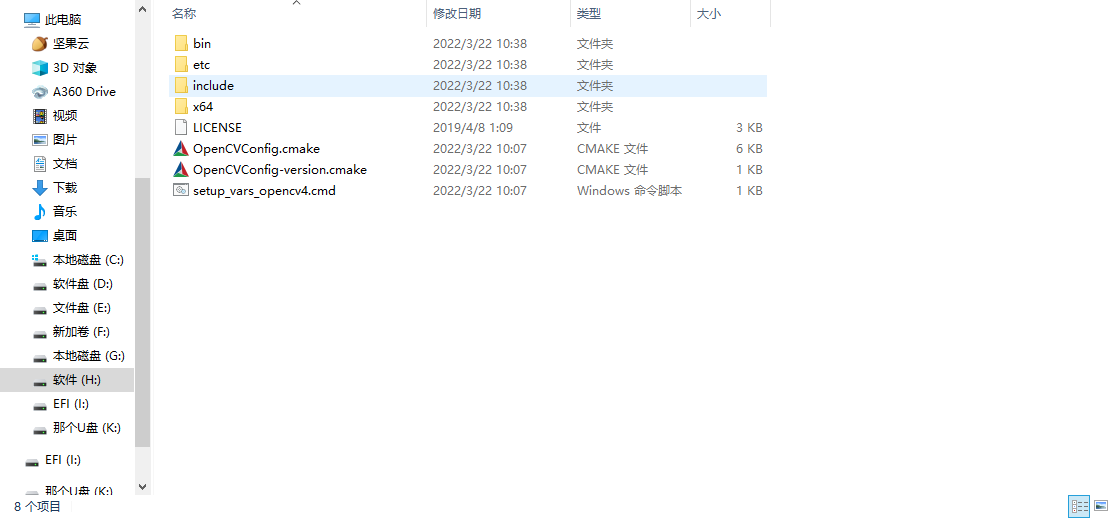 此电脑
坚果云
3D 对象
A360 Drive
视频
图片
文档
下载
音乐
桌面
本地磁盘 (C:)
软件盘 (D:)
文件盘 (E:)
新加卷 (F:)
本地磁盘 (G:)
软件 (H:)
EFI (I:)
那个U盘 (K:)
EFI (I:)
那个U盘 (K:)
名称 修改日期 类型 大小
bin 2022/3/22 10:38 文件夹
etc 2022/3/22 10:38 文件夹
include 2022/3/22 10:38 文件夹
x64 2022/3/22 10:38 文件夹
LICENSE 2019/4/8 1:09 文件 3 KB
OpenCVConfig.cmake 2022/3/22 10:07 CMAKE 文件 6 KB
OpenCVConfig-version.cmake 2022/3/22 10:07 CMAKE 文件 1 KB
setup_vars_opencv4.cmd 2022/3/22 10:07 Windows 命令脚本 1 KB
8 个项目